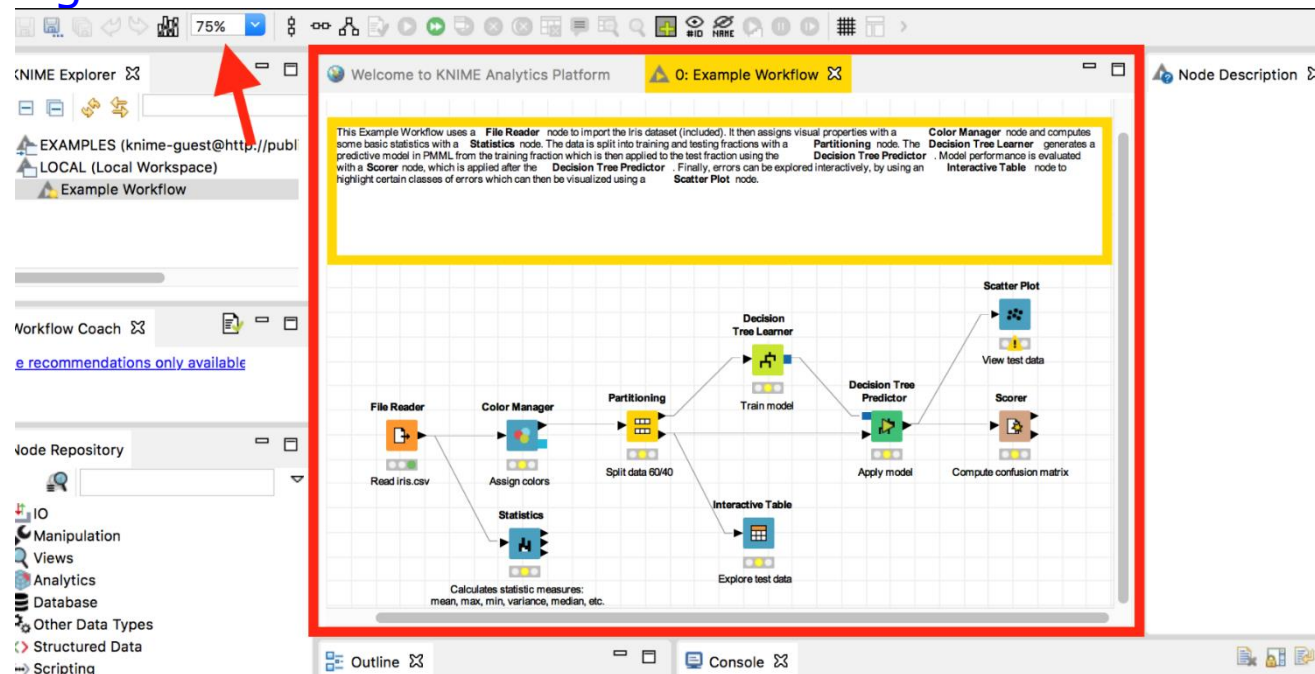 75%
#ID
NAME
KNIME Explorer
EXAMPLES (knime-guest@http://publ
LOCAL (Local Workspace)
Example Workflow
Workflow Coach
e recommendations only available
Node Repository
IO
Manipulation
Views
Analytics
Database
Other Data Types
Structured Data
Scripting
Welcome to KNIME Analytics Platform
0: Example Workflow
This Example Workflow uses a File Reader node to import the Iris dataset (included). It then assigns visual properties with a Color Manager node and computes
some basic statistics with a Statistics node. The data is split into training and testing fractions with a Partitioning node. The Decision Tree Learner generates a
predictive model in PMML from the training fraction which is then applied to the test fraction using the Decision Tree Predictor . Model performance is evaluated
with a Scorer node, which is applied after the Decision Tree Predictor . Finally, errors can be explored interactively, by using an Interactive Table node to
highlight certain classes of errors which can then be visualized using a Scatter Plot node.
Scatter Plot
View test data
Decision
Tree Learner
Train model
File Reader
Read iris.csv
Color Manager
Assign colors
Partitioning
Split data 60/40
Decision Tree
Predictor
Apply model
Scorer
Compute confusion matrix
Statistics
Calculates statistic measures:
mean, max, min, variance, median, etc.
Interactive Table
Explore test data
Outline
Console
Node Description